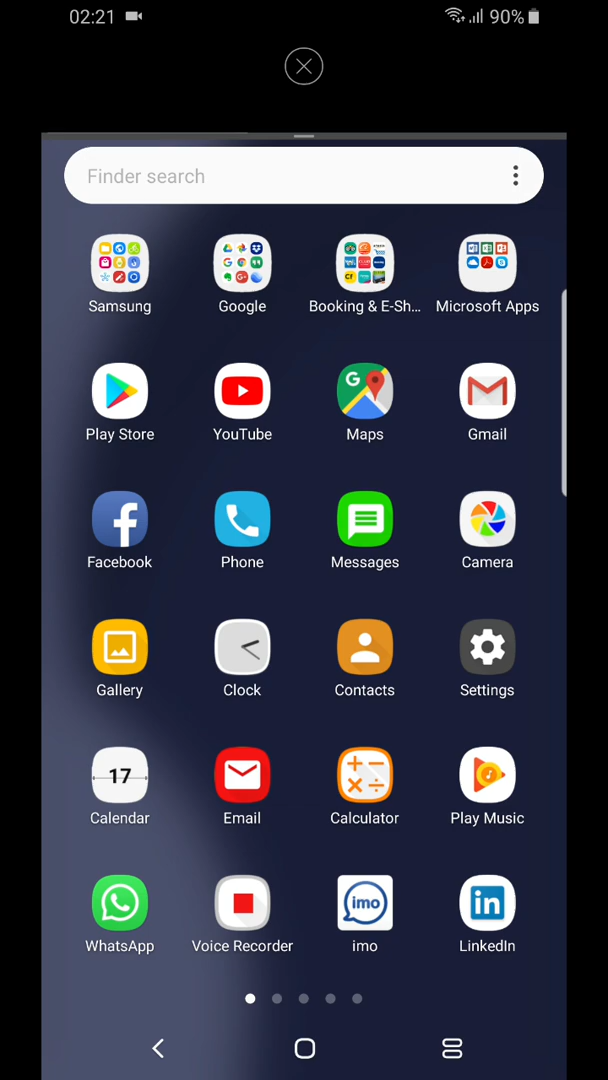 02:21 90%
Finder search
Samsung Google Booking & E-Sh... Microsoft Apps
Play Store YouTube Maps Gmail
Facebook Phone Messages Camera
Gallery Clock Contacts Settings
17
Calendar Email Calculator Play Music
imo
WhatsApp Voice Recorder imo LinkedIn